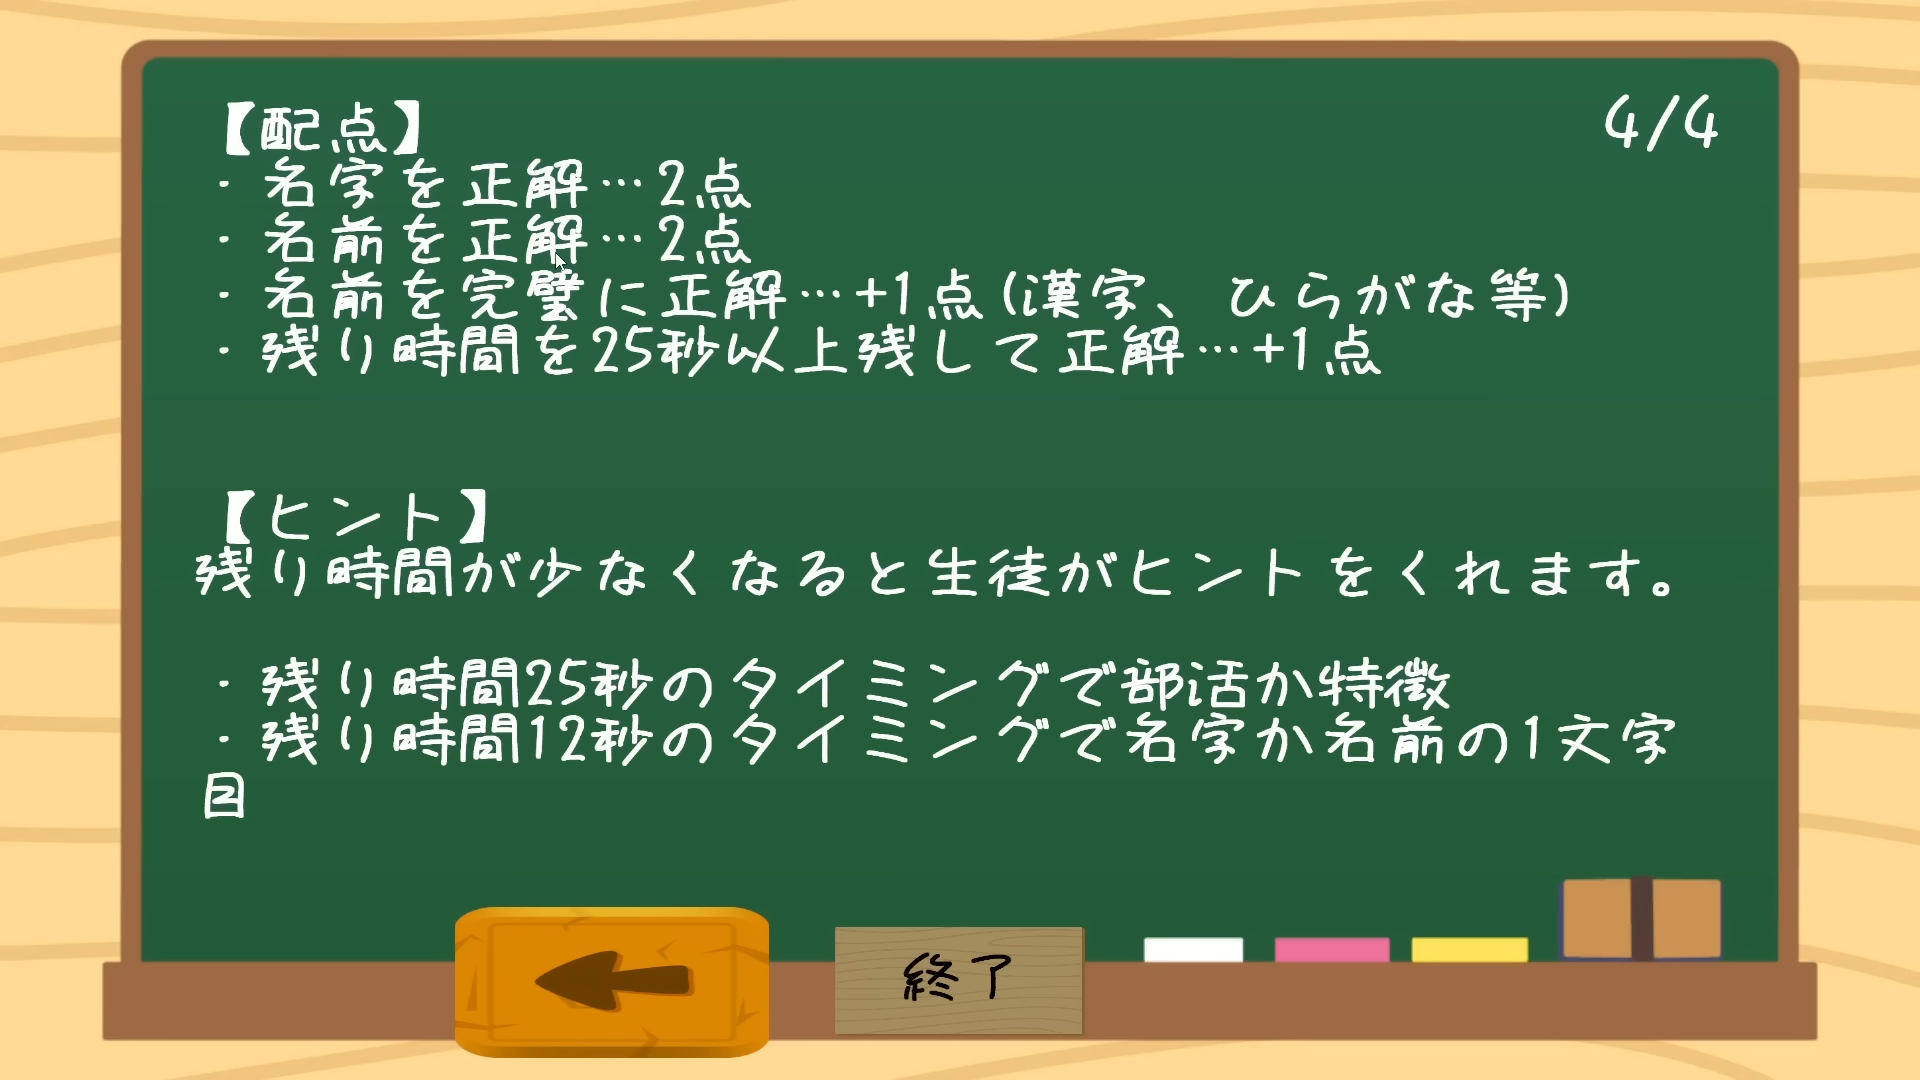 【配点】
4/4
・名字を正解…2点
・名前を正解…2点
・名前を完璧に正解…+1点(漢字、ひらがな等)
・残り時間を25秒以上残して正解…+1点
【ヒント】
残り時間が少なくなると生徒がヒントをくれます。
・残り時間25秒のタイミングで部活か特徴
・残り時間12秒のタイミングで名字か名前の1文字
目
終了